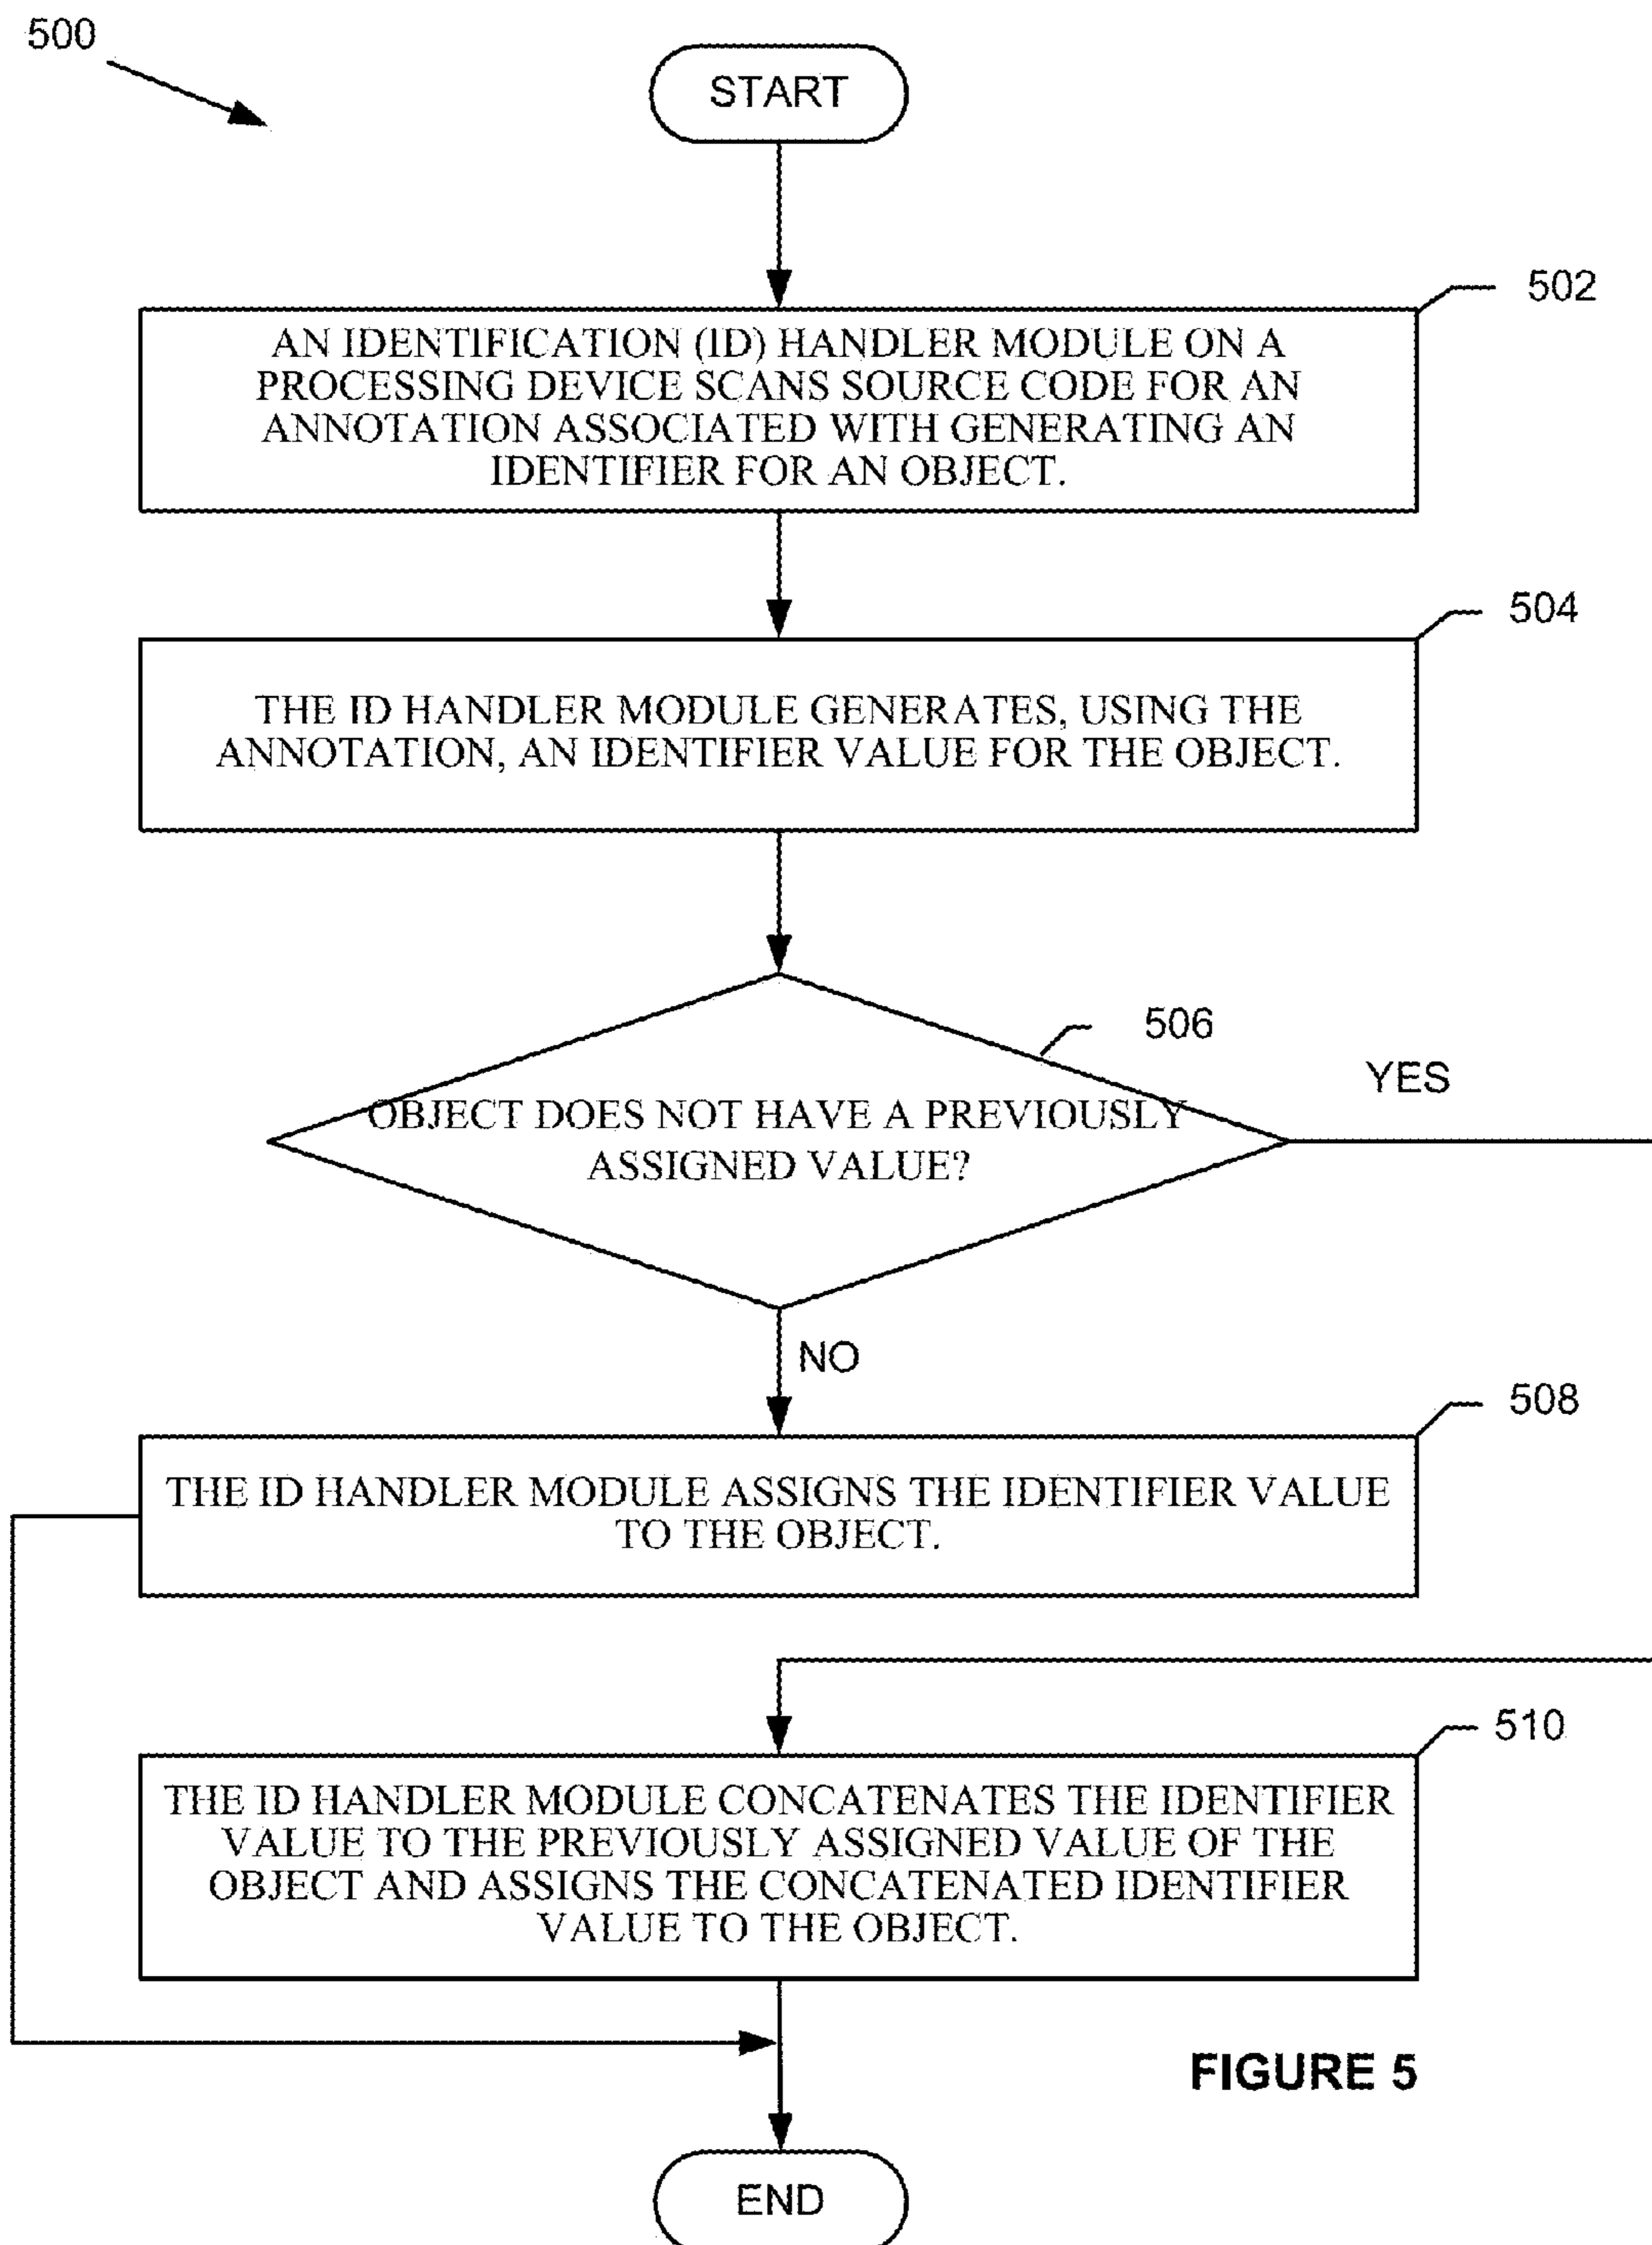 500
START
502
AN IDENTIFICATION (ID) HANDLER MODULE ON A
PROCESSING DEVICE SCANS SOURCE CODE FOR AN
ANNOTATION ASSOCIATED WITH GENERATING AN
IDENTIFIER FOR AN OBJECT.
504
THE ID HANDLER MODULE GENERATES, USING THE
ANNOTATION, AN IDENTIFIER VALUE FOR THE OBJECT.
506
YES
OBJECT DOES NOT HAVE A PREVIOUSLY
ASSIGNED VALUE?
NO
508
THE ID HANDLER MODULE ASSIGNS THE IDENTIFIER VALUE
TO THE OBJECT.
510
THE ID HANDLER MODULE CONCATENATES THE IDENTIFIER
VALUE TO THE PREVIOUSLY ASSIGNED VALUE OF THE
OBJECT AND ASSIGNS THE CONCATENATED IDENTIFIER
VALUE TO THE OBJECT.
FIGURE 5
END